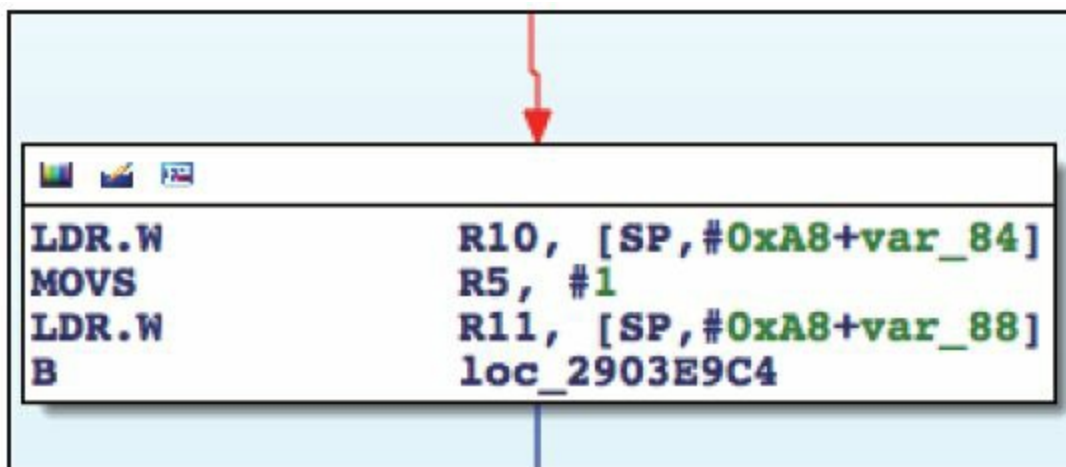 LDR.W R10, [SP,#0xA8+var_84]
MOVS R5, #1
LDR.W R11, [SP,#0xA8+var_88]
B loc_2903E9C4